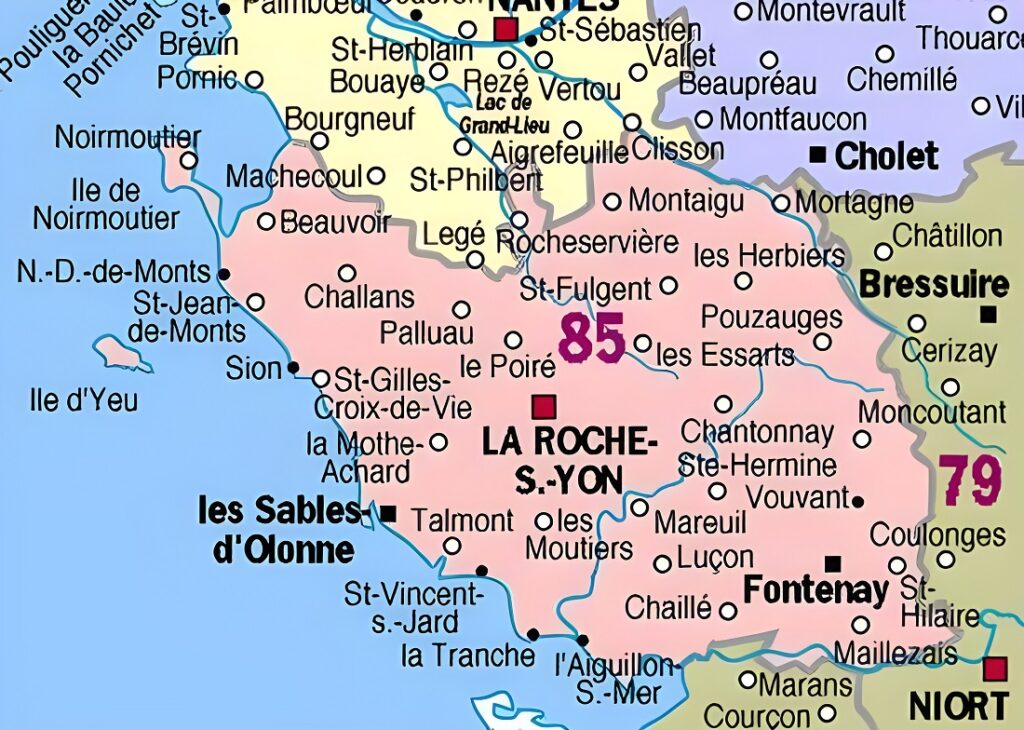 NANTES
Montevrault
St-
Brévin
Pornic
Pornichet
la Baule
St-Herblain
St-Sébastien
Bouaye
Rezé
Vertou
Vallet
Beaupréau
Chemillé
Lac de
Grand-Lieu
Bourgneuf
Aigrefeuille
Clisson
Montfaucon
Cholet
Noirmoutier
Machecoul
St-Philbert
Ile de
Noirmoutier
Beauvoir
Legé
Rocheservière
Montaigu
Mortagne
Châtillon
N.-D.-de-Monts
St-Jean-
de-Monts
Challans
Palluau
St-Fulgent
les Herbiers
Bressuire
Pouzauges
85
le Poiré
les Essarts
Cerizay
Sion
Ile d'Yeu
St-Gilles-
Croix-de-Vie
LA ROCHE-
S.-YON
Chantonnay
Moncoutant
la Mothe-
Achard
Ste-Hermine
79
Vouvant
les Sables-
d'Olonne
Talmont
les
Moutiers
Mareuil
Coulonges
Luçon
Fontenay
St-
Hilaire
St-Vincent-
s.-Jard
Chaillé
la Tranche
l'Aiguillon-
S.-Mer
Maillezais
Marans
Courçon
NIORT